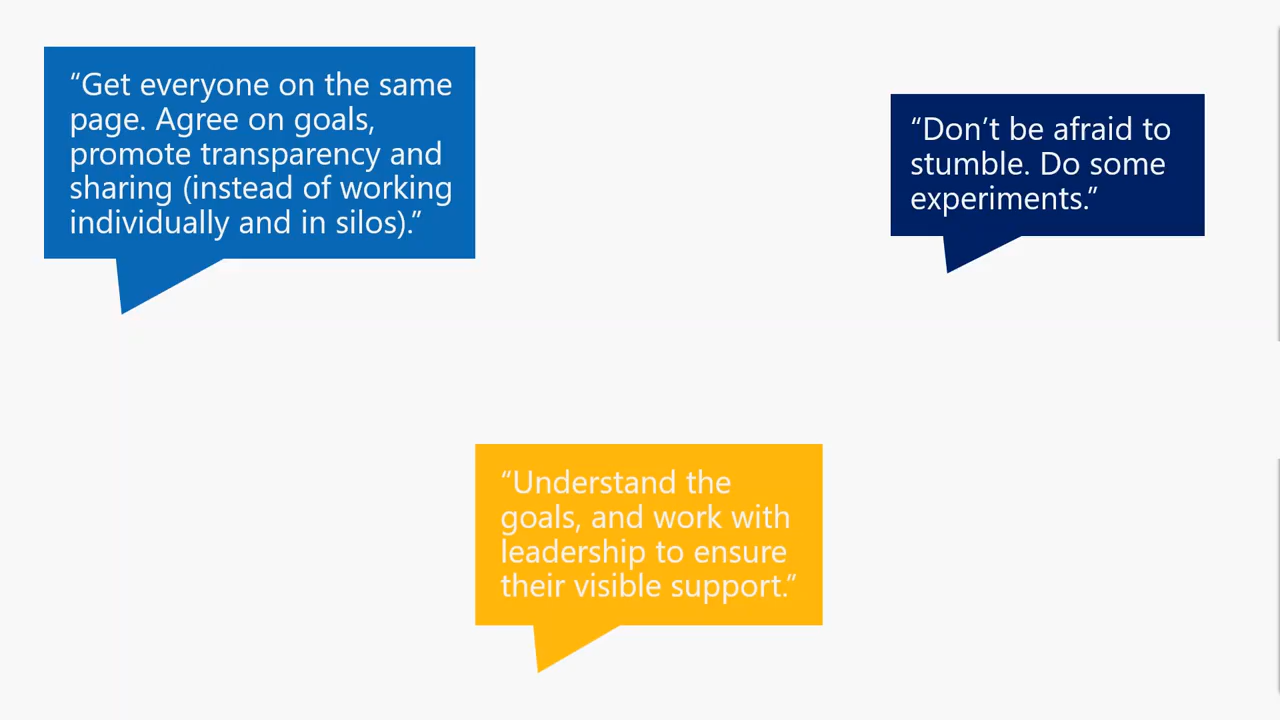 “Get everyone on the same
page. Agree on goals,
promote transparency and
sharing (instead of working
individually and in silos).”
“Don’t be afraid to
stumble. Do some
experiments.”
“Understand the
goals, and work with
leadership to ensure
their visible support.”